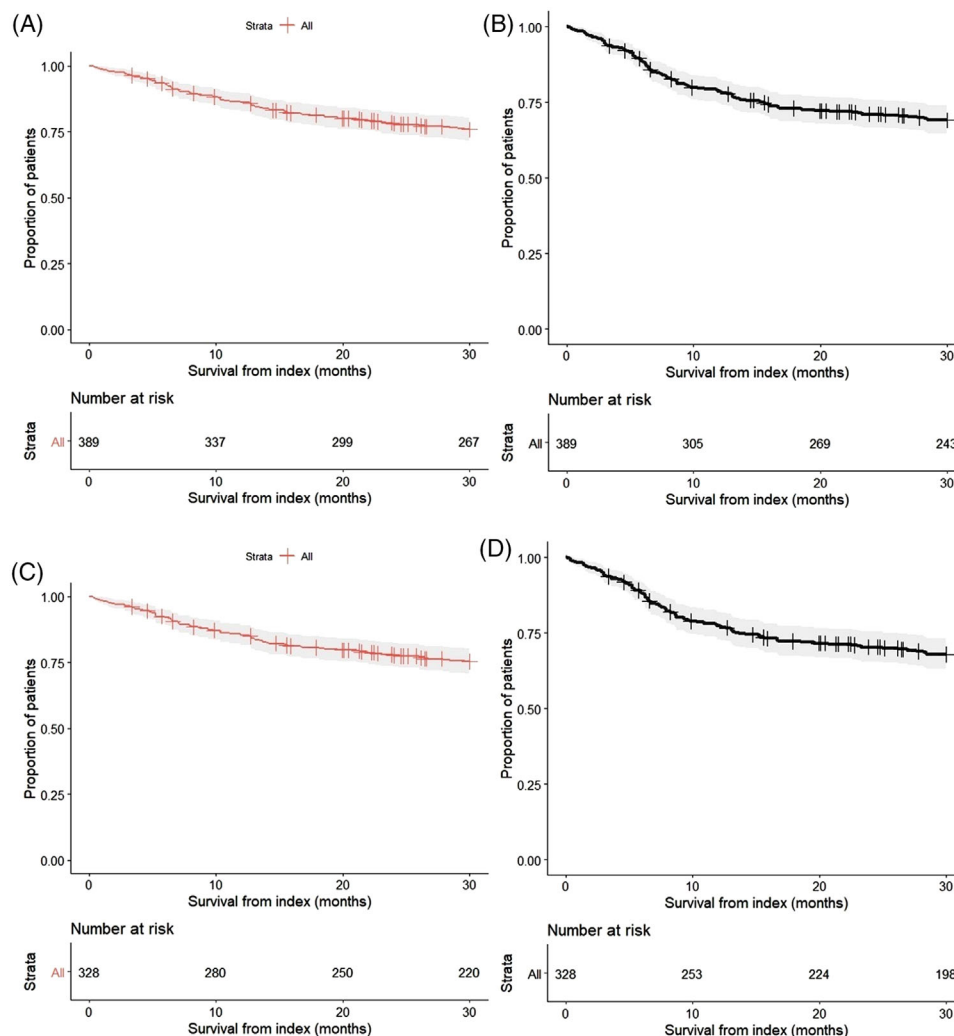 (A)
Strata All
Proportion of patients
1.00
0.75
0.50
0.25
0.00
0 10 20 30
Survival from index (months)
Number at risk
Strata
All 389 337 299 267
0 10 20 30
Survival from index (months)
(B)
Proportion of patients
1.00
0.75
0.50
0.25
0.00
0 10 20 30
Survival from index (months)
Number at risk
Strata
All 389 305 269 243
0 10 20 30
Survival from index (months)
(C)
Strata All
Proportion of patients
1.00
0.75
0.50
0.25
0.00
0 10 20 30
Survival from index (months)
Number at risk
Strata
All 328 280 250 220
0 10 20 30
Survival from index (months)
(D)
Proportion of patients
1.00
0.75
0.50
0.25
0.00
0 10 20 30
Survival from index (months)
Number at risk
Strata
All 328 253 224 198
0 10 20 30
Survival from index (months)